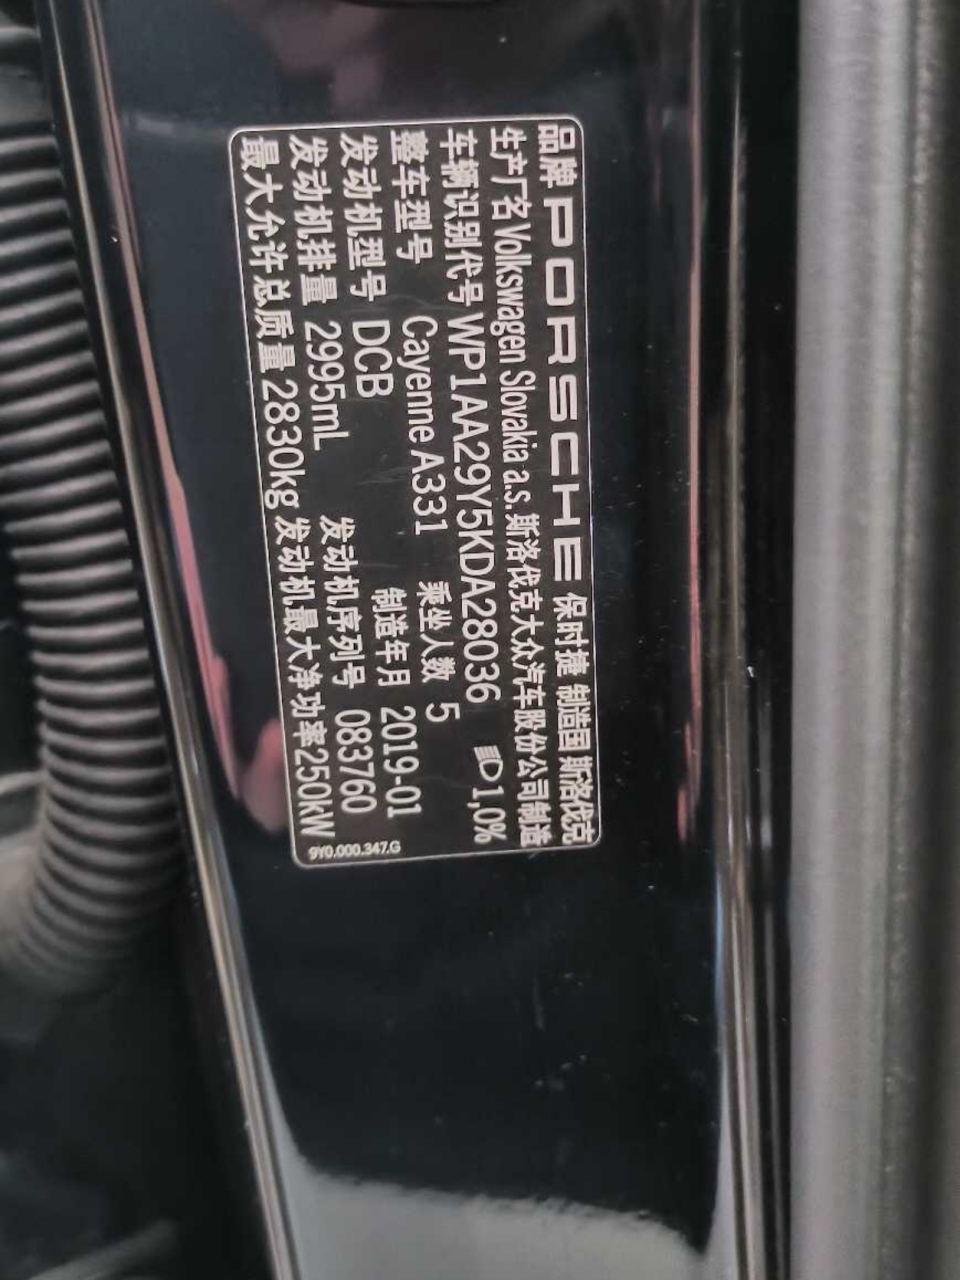 品牌 PORSCHE 保时捷 制造国 斯洛伐克
生产厂名 Volkswagen Slovakia a.s.斯洛伐克大众汽车股份公司制造
车辆识别代号 WP1AA29Y5KDA28036 1,0%
整车型号 Cayenne A331 乘坐人数 5
发动机型号 DCB 制造年月 2019-01
发动机排量 2995mL 发动机序列号 083760
最大允许总质量 2830kg 发动机最大净功率250kW
9Y0.000.347.G